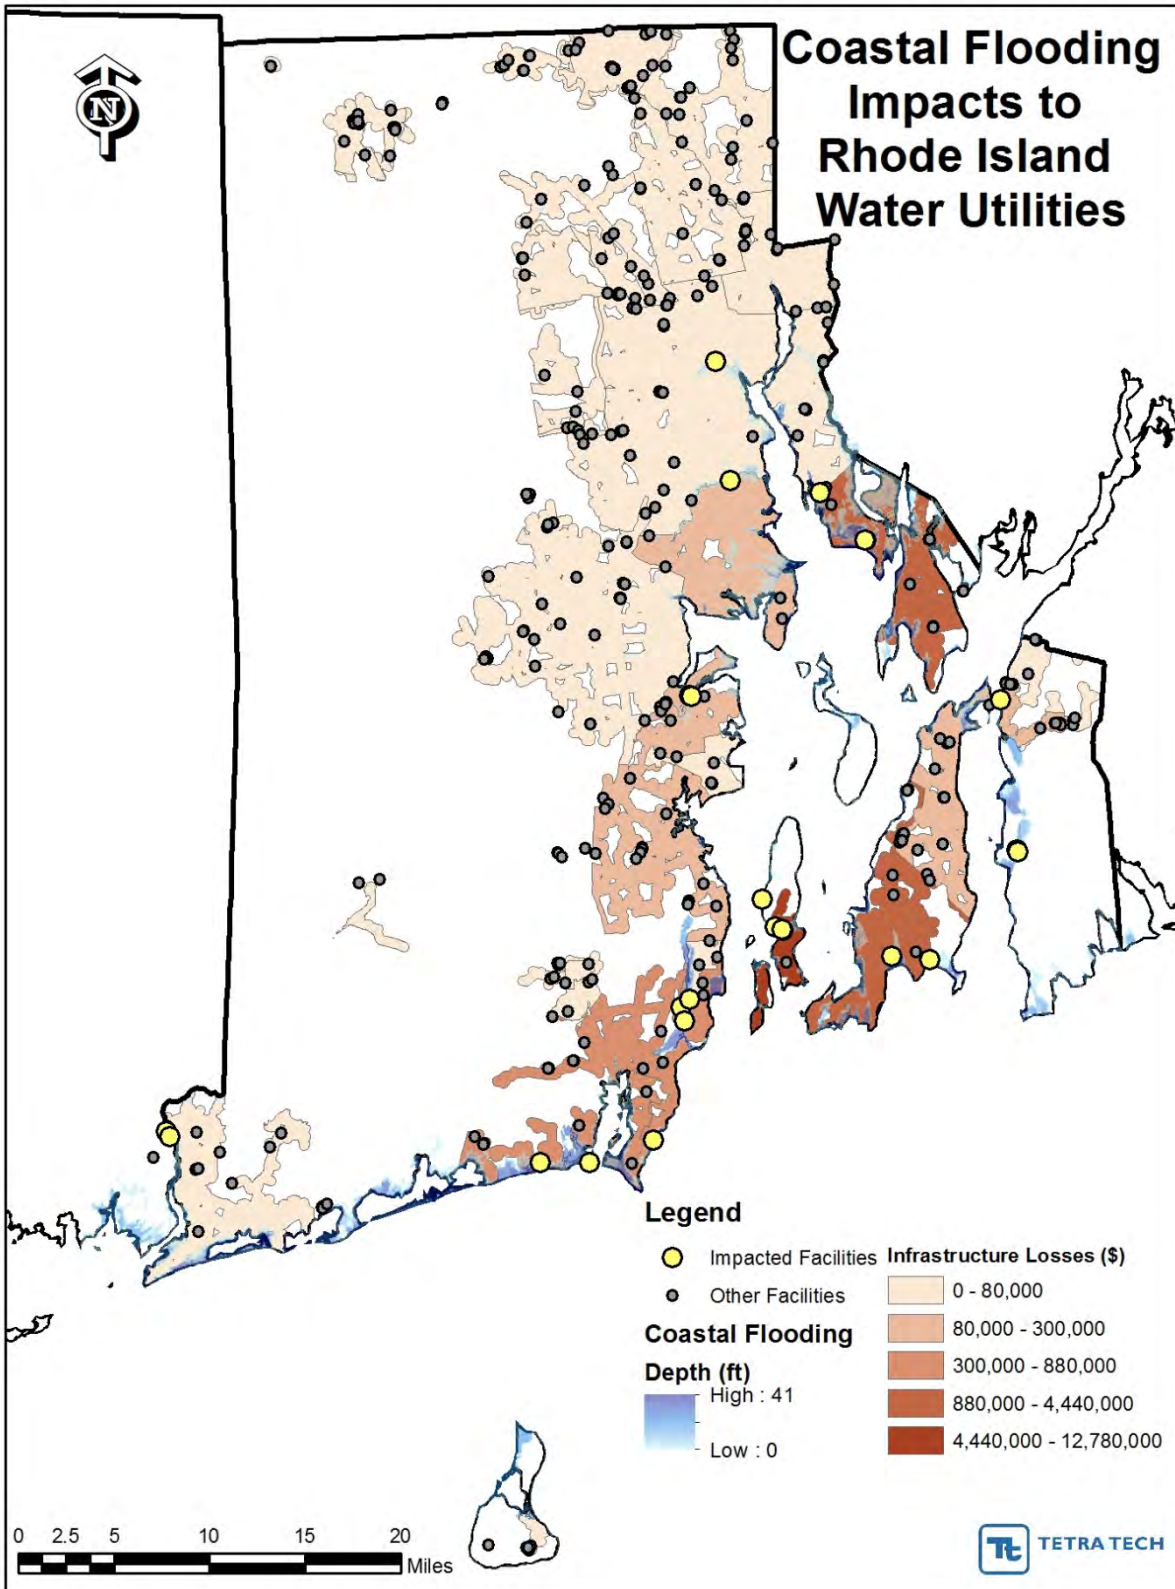 Coastal Flooding
Impacts to
Rhode Island
Water Utilities
N
Legend
Impacted Facilities
Other Facilities
Coastal Flooding
Depth (ft)
High : 41
Low : 0
Infrastructure Losses ($)
0 - 80,000
80,000 - 300,000
300,000 - 880,000
880,000 - 4,440,000
4,440,000 - 12,780,000
0 2.5 5 10 15 20
Miles
Tt TETRA TECH